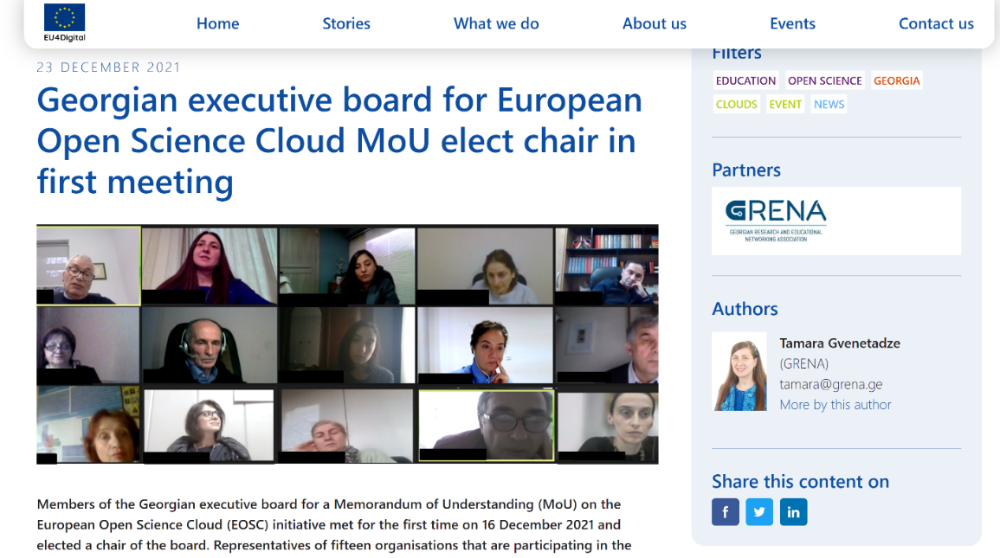 EU4Digital
Home Stories What we do About us Events Contact us
23 DECEMBER 2021
Georgian executive board for European
Open Science Cloud MoU elect chair in
first meeting
Members of the Georgian executive board for a Memorandum of Understanding (MoU) on the
European Open Science Cloud (EOSC) initiative met for the first time on 16 December 2021 and
elected a chair of the board. Representatives of fifteen organisations that are participating in the
Filters
EDUCATION OPEN SCIENCE GEORGIA
CLOUDS EVENT NEWS
Partners
GRENA
GEORGIAN RESEARCH AND EDUCATIONAL
NETWORKING ASSOCIATION
Authors
Tamara Gvenetadze
(GRENA)
tamara@grena.ge
More by this author
Share this content on
f
in